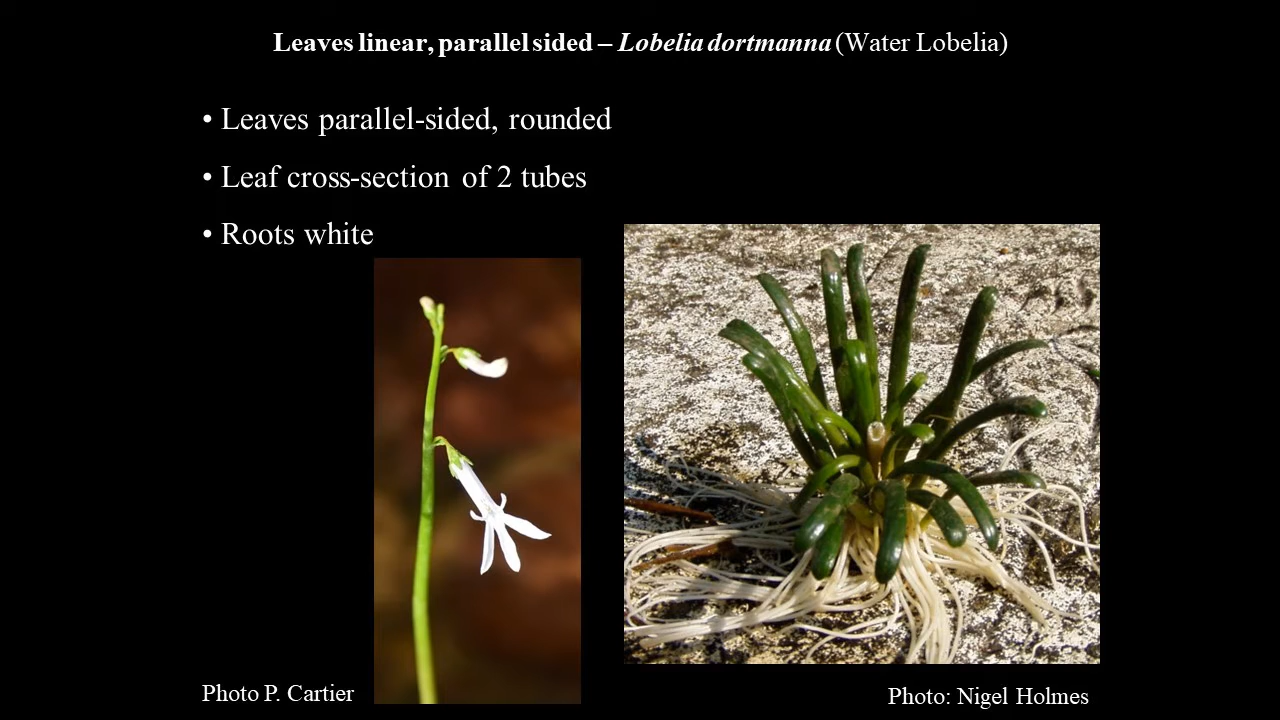 Leaves linear, parallel sided – Lobelia dortmanna (Water Lobelia)
• Leaves parallel-sided, rounded
• Leaf cross-section of 2 tubes
• Roots white
Photo P. Cartier
Photo: Nigel Holmes